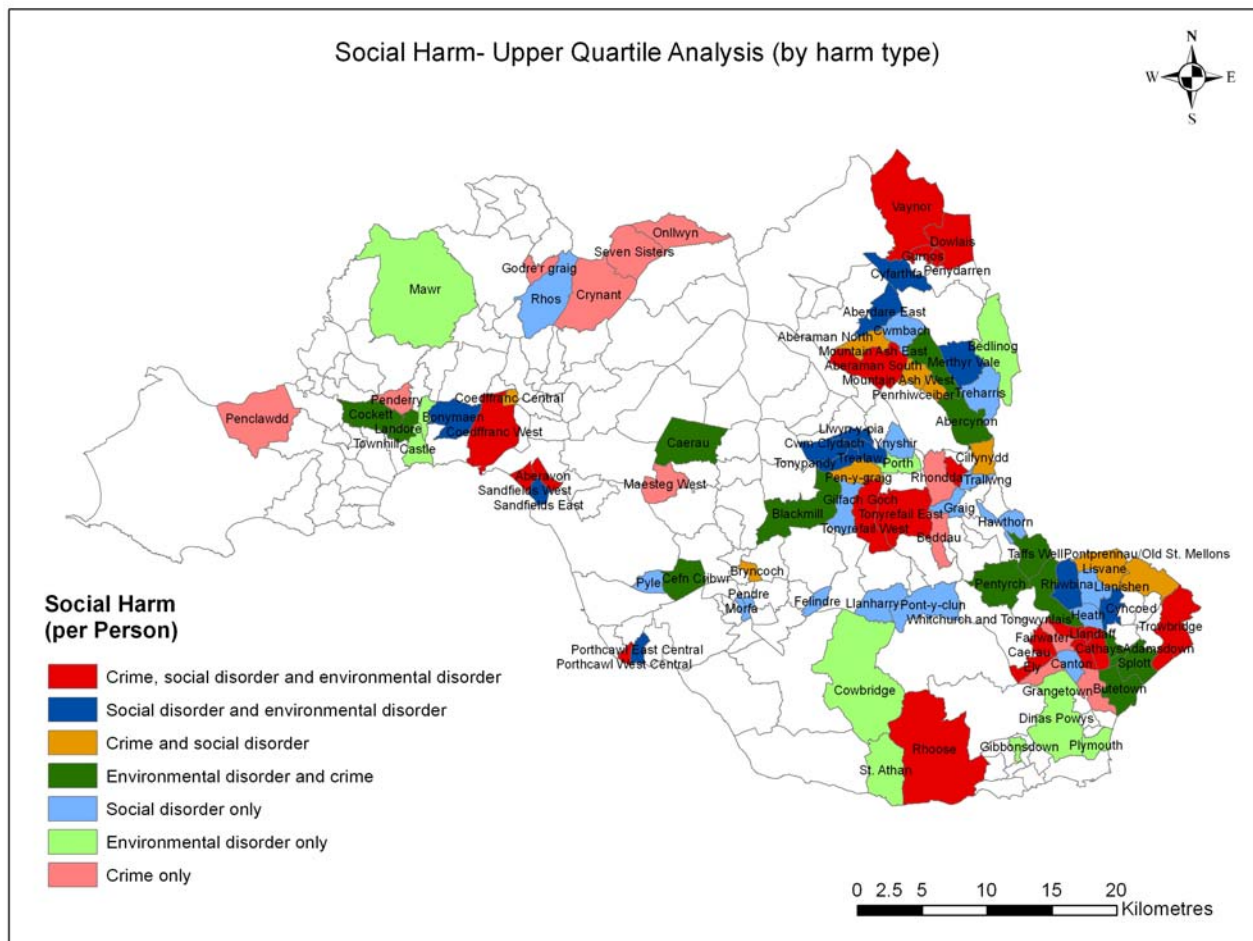 Social Harm- Upper Quartile Analysis (by harm type)
N
W E
S
Vaynor
Onllwyn
Dowlais
Seven Sisters
Gurnos
Godre'r graig
Penydarren
Cyfarthfa
Mawr
Rhos
Crynant
Aberdare East
Cwmbach
Aberaman North
Bedlinog
Mountain Ash East
Merthyr Vale
Aberaman South
Mountain Ash West
Treharris
Penrhiwceiber
Penderry
Coedffranc Central
Penclawdd
Cockett
Bonymaen
Abercynon
Landore
Coedffranc West
Llwyn-y-pia
Townhill
Castle
Cwm Clydach
Ynyshir
Caerau
Trealaw
Cilfynydd
Tonypandy
Porth
Aberavon
Pen-y-graig
Rhondda
Trallwng
Maesteg West
Sandfields West
Gilfach Goch
Sandfields East
Blackmill
Tonyrefail East
Graig
Hawthorn
Tonyrefail West
Beddau
Taffs Well
Pontprennau/Old St. Mellons
Bryncoch
Lisvane
Pyle
Cefn Cribwr
Pentyrch
Rhiwbina
Llanishen
Pendre
Felindre
Llanharry
Pont-y-clun
Morfa
Heath
Cyncoed
Whitchurch and Tongwynlais
Trowbridge
Fairwater
Llandaff
Porthcawl East Central
Caerau
Cathays
Adamsdown
Porthcawl West Central
Ely
Canton
Splott
Cowbridge
Grangetown
Butetown
Dinas Powys
Rhoose
Gibbonsdown
Plymouth
St. Athan
Social Harm
(per Person)
Crime, social disorder and environmental disorder
Social disorder and environmental disorder
Crime and social disorder
Environmental disorder and crime
Social disorder only
Environmental disorder only
Crime only
0 2.5 5 10 15 20
Kilometres